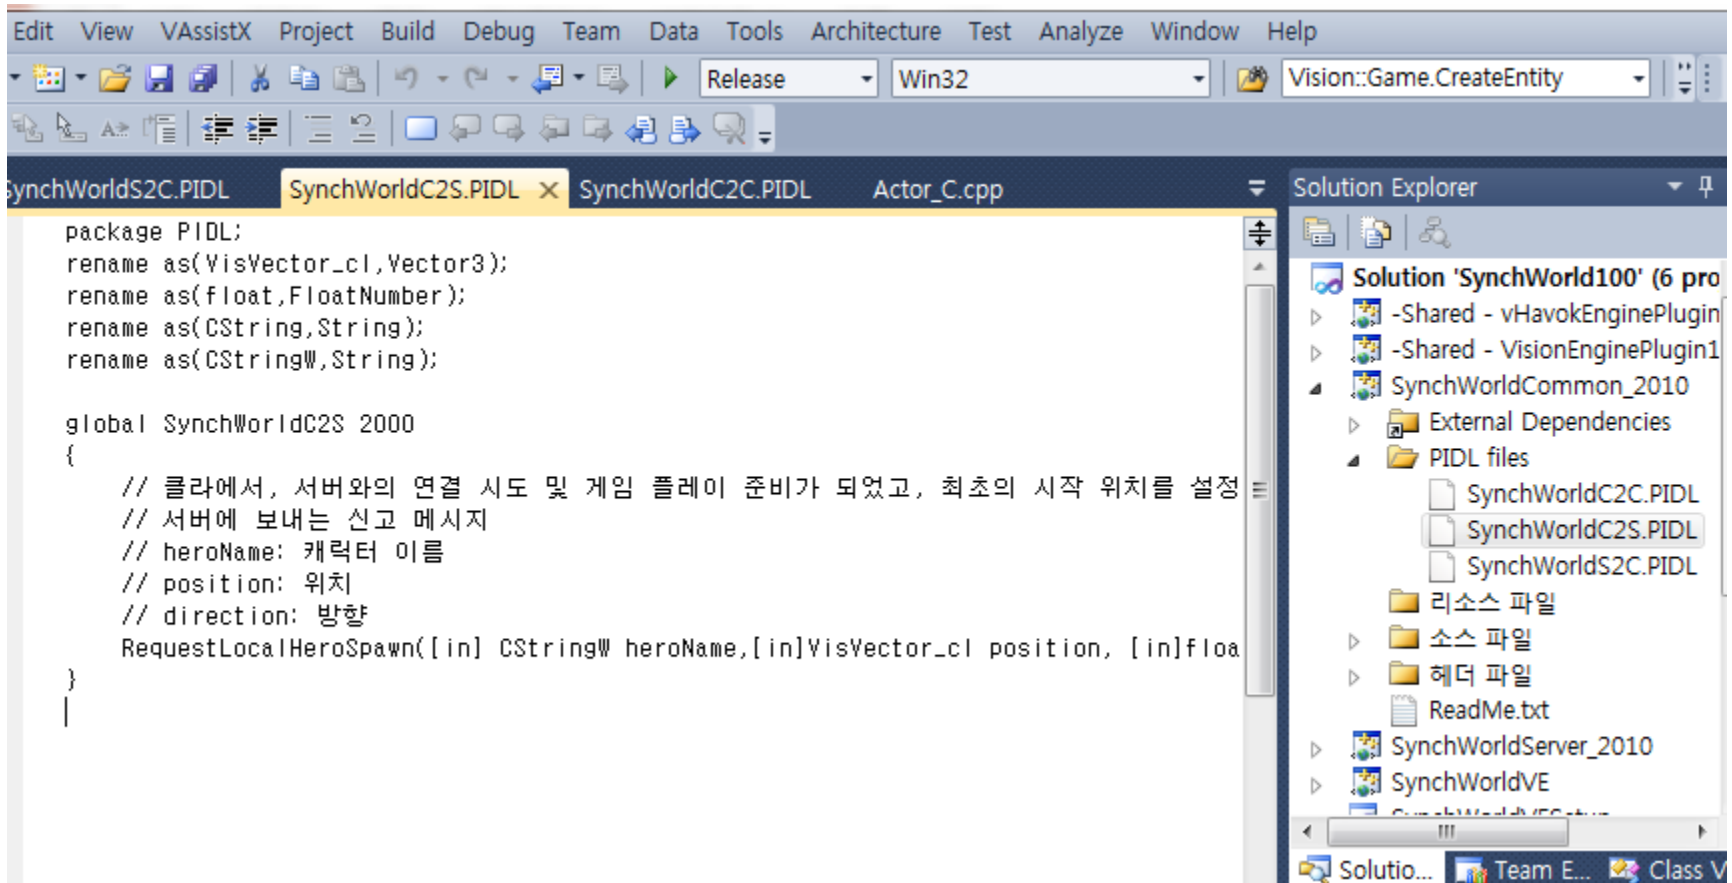 Edit View VAssistX Project Build Debug Team Data Tools Architecture Test Analyze Window Help
Release Win32 Vision::Game.CreateEntity
SynchWorldS2C.PIDL SynchWorldC2S.PIDL SynchWorldC2C.PIDL Actor_C.cpp
package PIDL;
rename as(VisVector_cl,Vector3);
rename as(float,FloatNumber);
rename as(CString,String);
rename as(CStringW,String);
global SynchWorldC2S 2000
{
// 클라에서, 서버와의 연결 시도 및 게임 플레이 준비가 되었고, 최초의 시작 위치를 설정
// 서버에 보내는 신고 메시지
// heroName: 캐릭터 이름
// position: 위치
// direction: 방향
RequestLocalHeroSpawn([in] CStringW heroName,[in]VisVector_cl position, [in]floa
}
Solution Explorer
Solution 'SynchWorld100' (6 pro
-Shared - vHavokEnginePlugin
-Shared - VisionEnginePlugin1
SynchWorldCommon_2010
External Dependencies
PIDL files
SynchWorldC2C.PIDL
SynchWorldC2S.PIDL
SynchWorldS2C.PIDL
리소스 파일
소스 파일
헤더 파일
ReadMe.txt
SynchWorldServer_2010
SynchWorldVE
Solutio... Team E... Class V